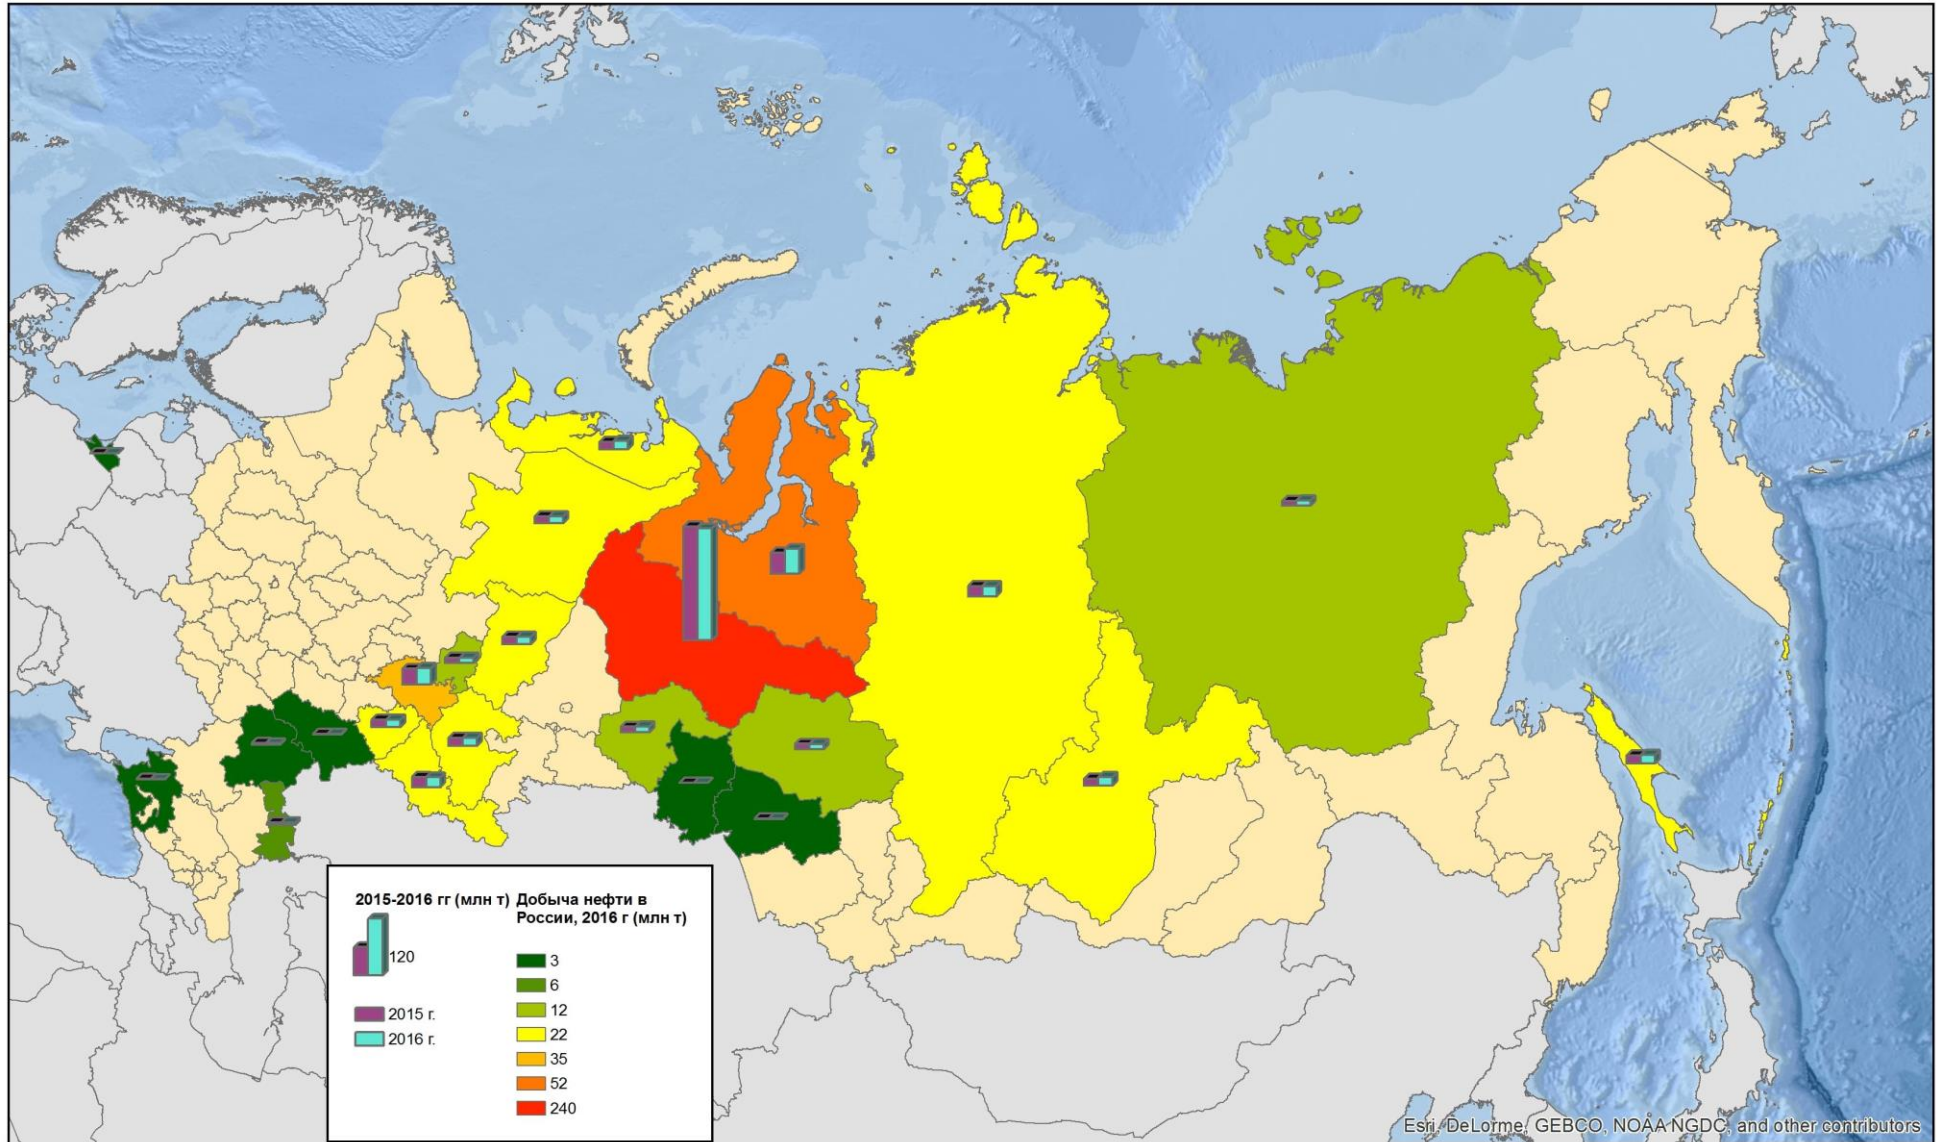 2015-2016 гг (млн т)
Добыча нефти в
России, 2016 г (млн т)
120
2015 г.
2016 г.
3
6
12
22
35
52
240
Esri, DeLorme, GEBCO, NOAA NGDC, and other contributors